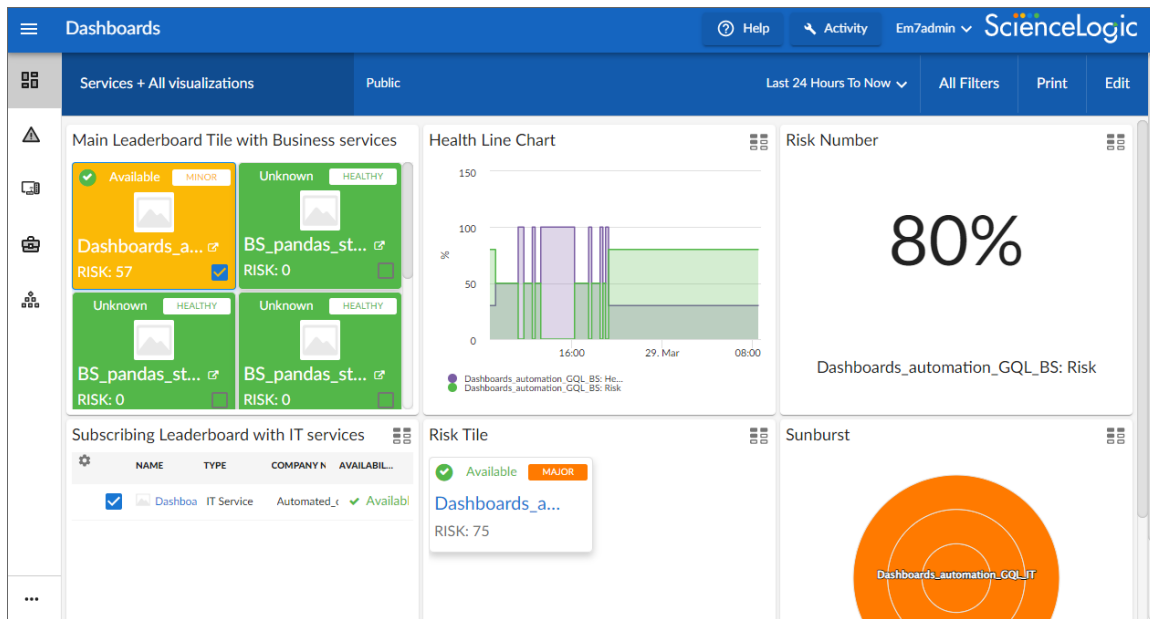 Dashboards
Help
Activity
Em7admin
ScienceLogic
Services + All visualizations
Public
Last 24 Hours To Now
All Filters
Print
Edit
Main Leaderboard Tile with Business services
Available MINOR
Dashboards_a...
RISK: 57
Unknown HEALTHY
BS_pandas_st...
RISK: 0
Unknown HEALTHY
BS_pandas_st...
RISK: 0
Unknown HEALTHY
BS_pandas_st...
RISK: 0
Health Line Chart
150
100
%
50
0
16:00 29. Mar 08:00
Dashboards_automation_GQL_BS: He...
Dashboards_automation_GQL_BS: Risk
Risk Number
80%
Dashboards_automation_GQL_BS: Risk
Subscribing Leaderboard with IT services
NAME TYPE COMPANY N AVAILABIL...
Dashboa IT Service Automated_c Availabl
Risk Tile
Available MAJOR
Dashboards_a...
RISK: 75
Sunburst
Dashboards_automation_GQL_IT